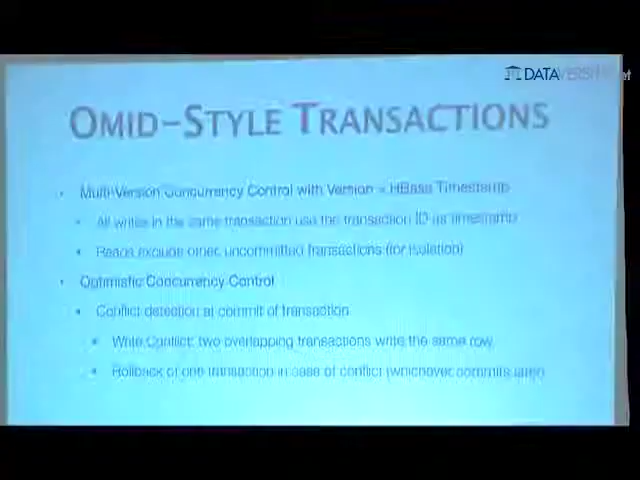 DATAVERSITY.net
OMID-STYLE TRANSACTIONS
Multi-Version Concurrency Control with Version = HBase Timestamp
All writes in the same transaction use the transaction ID as timestamp
Reads exclude other, uncommitted transactions (for isolation)
Optimistic Concurrency Control
Conflict detection at commit of transaction
Write Conflict: two overlapping transactions write the same row
Rollback of one transaction in case of conflict (whichever commits later)